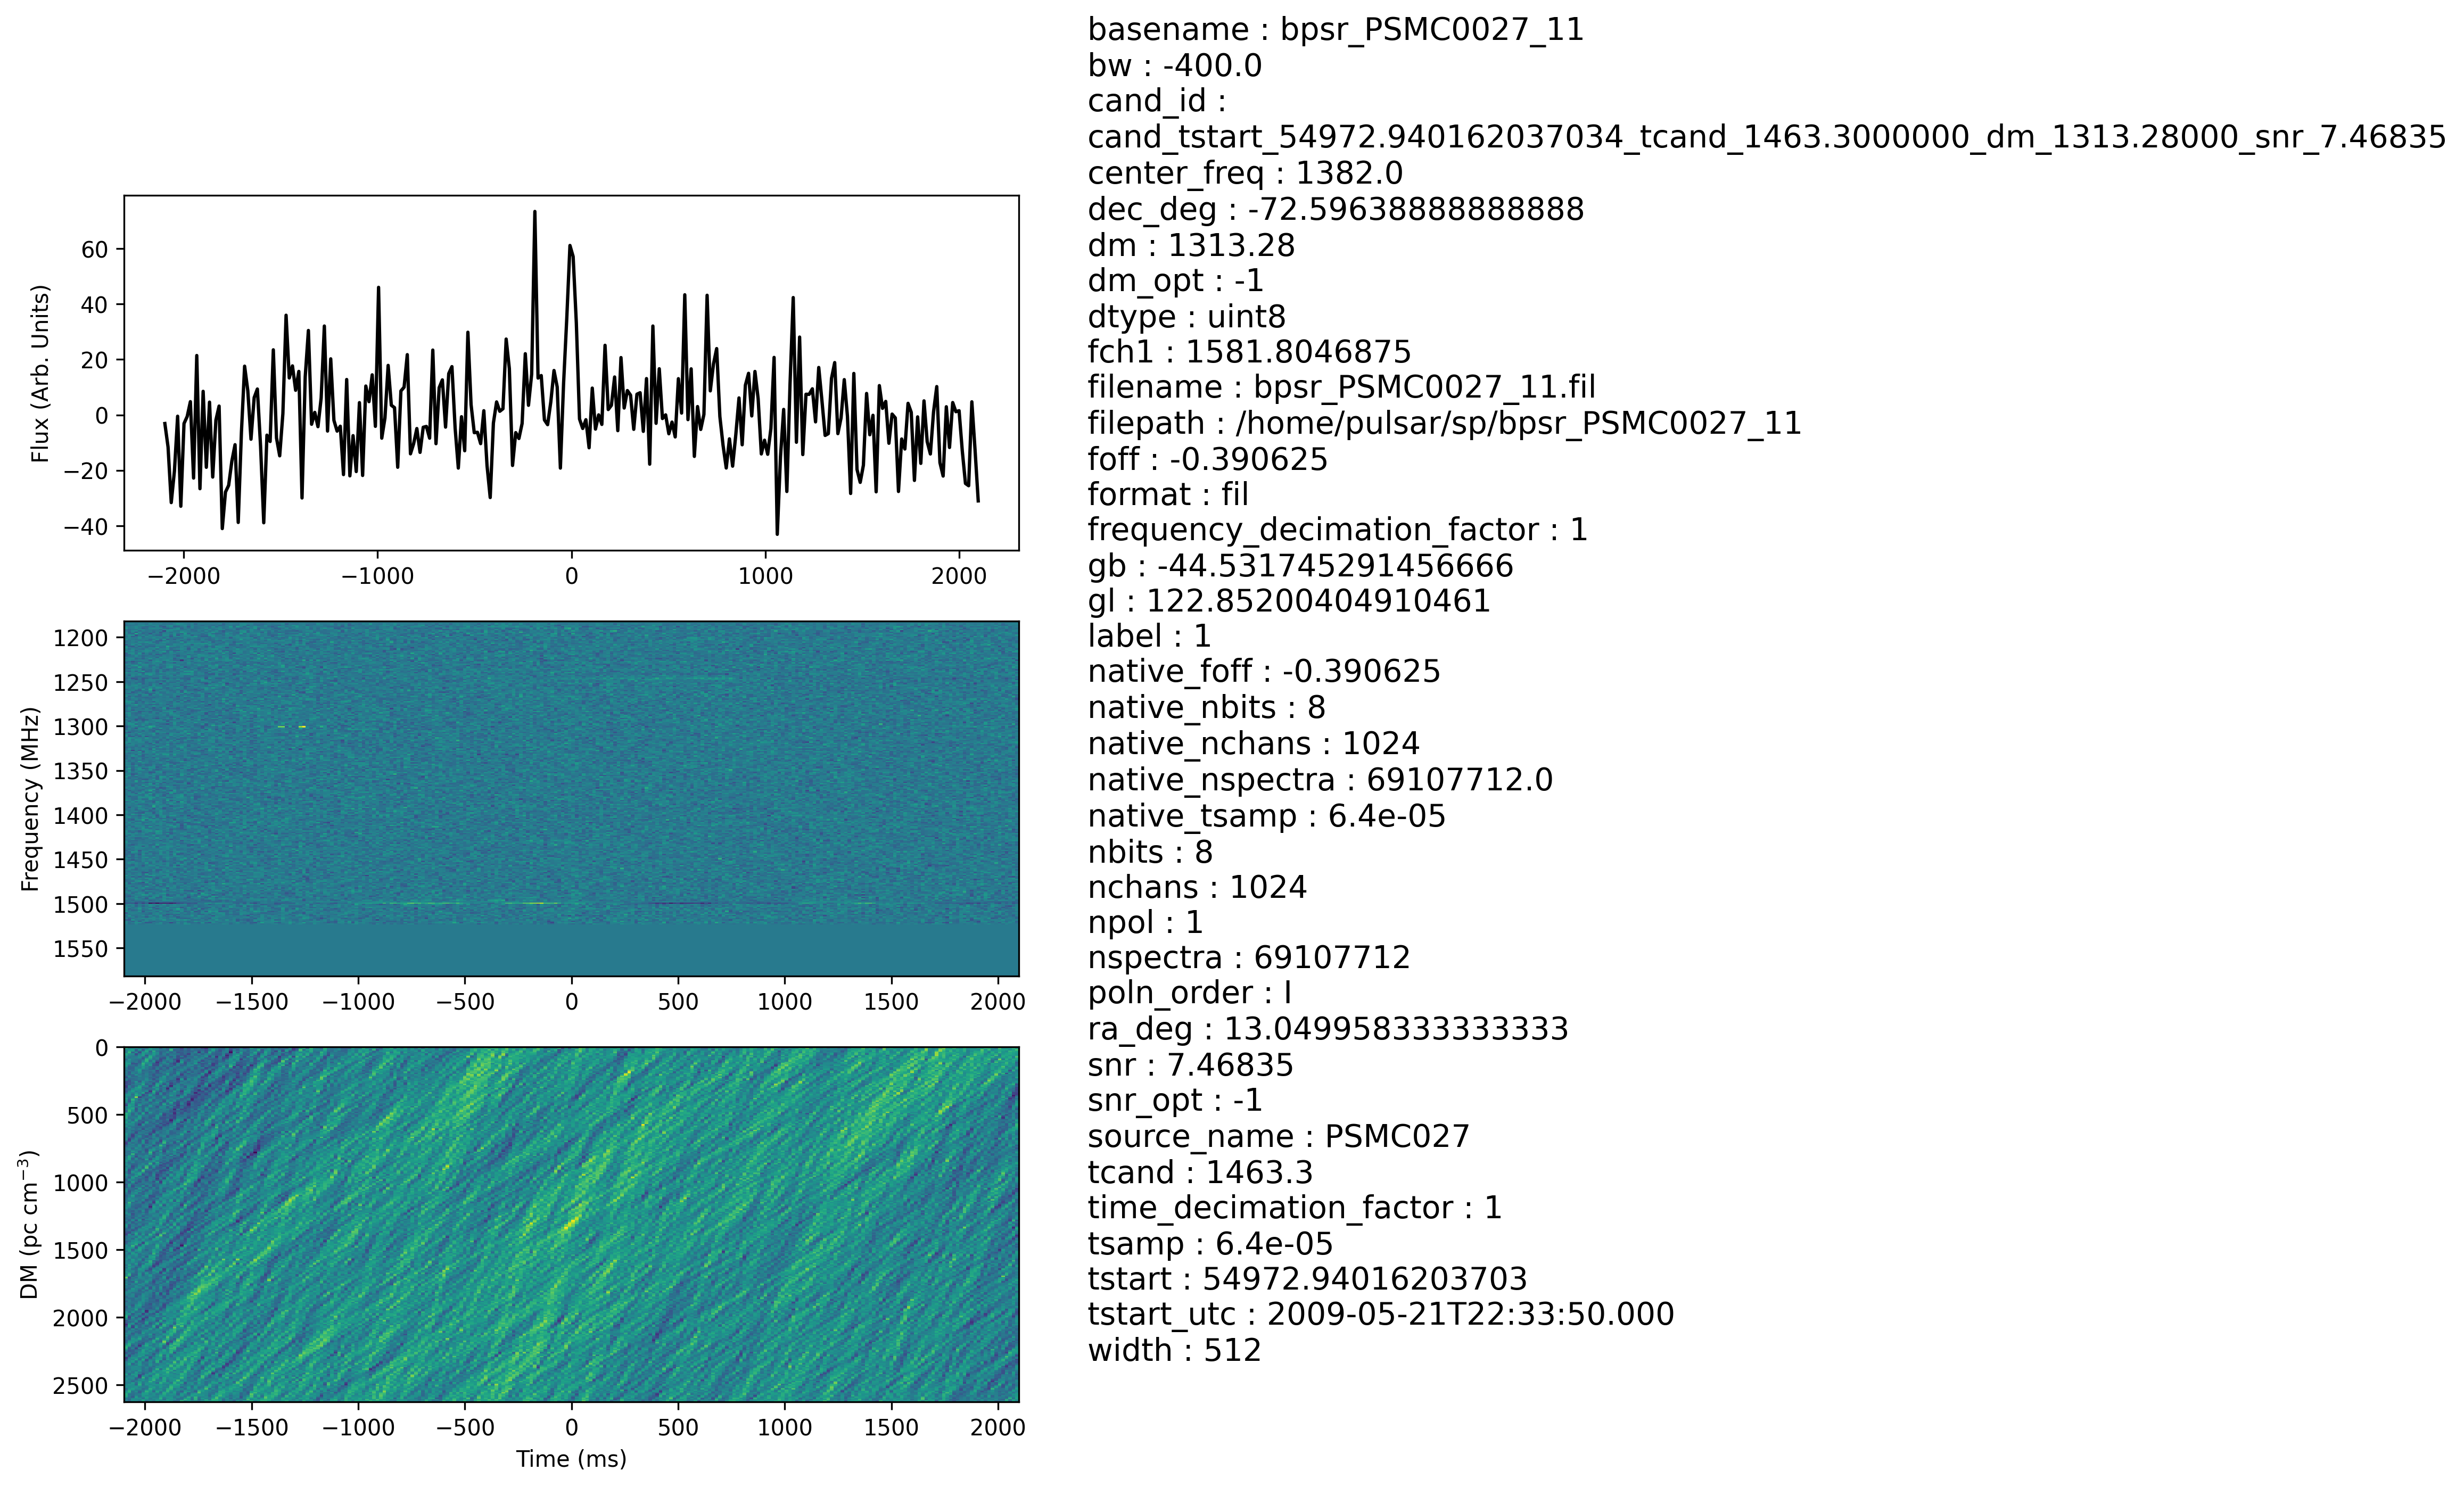 basename : bpsr_PSMC0027_11
bw : -400.0
cand_id :
cand_tstart_54972.940162037034_tcand_1463.3000000_dm_1313.28000_snr_7.46835
center_freq : 1382.0
dec_deg : -72.59638888888888
dm : 1313.28
dm_opt : -1
dtype : uint8
fch1 : 1581.8046875
filename : bpsr_PSMC0027_11.fil
filepath : /home/pulsar/sp/bpsr_PSMC0027_11
foff : -0.390625
format : fil
frequency_decimation_factor : 1
gb : -44.531745291456666
gl : 122.85200404910461
label : 1
native_foff : -0.390625
native_nbits : 8
native_nchans : 1024
native_nspectra : 69107712.0
native_tsamp : 6.4e-05
nbits : 8
nchans : 1024
npol : 1
nspectra : 69107712
poln_order : I
ra_deg : 13.049958333333333
snr : 7.46835
snr_opt : -1
source_name : PSMC027
tcand : 1463.3
time_decimation_factor : 1
tsamp : 6.4e-05
tstart : 54972.94016203703
tstart_utc : 2009-05-21T22:33:50.000
width : 512
Flux (Arb. Units)
60
40
20
0
−20
−40
−2000 −1000 0 1000 2000
Frequency (MHz)
1200
1250
1300
1350
1400
1450
1500
1550
−2000 −1500 −1000 −500 0 500 1000 1500 2000
DM (pc cm⁻³)
0
500
1000
1500
2000
2500
−2000 −1500 −1000 −500 0 500 1000 1500 2000
Time (ms)